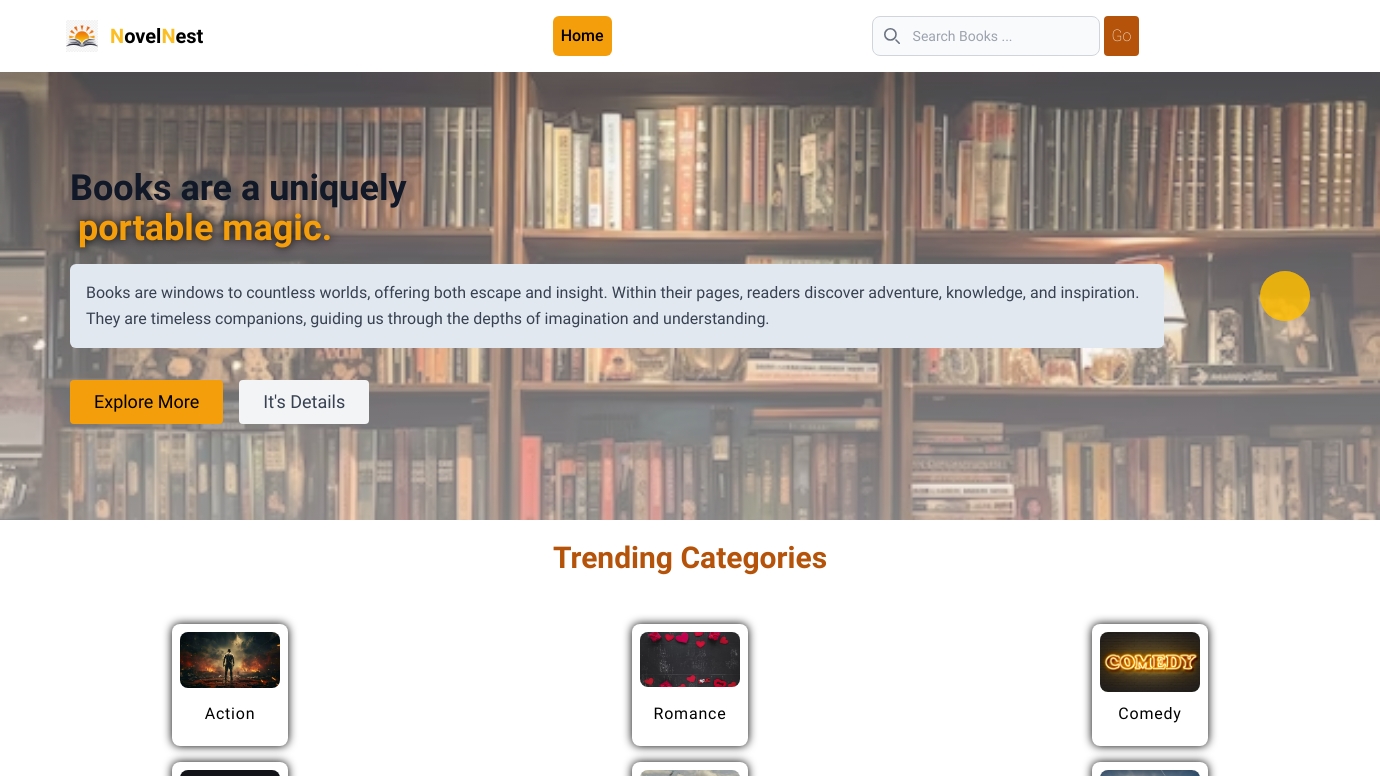 NovelNest
Home
Search Books ...
Go
Books are a uniquely
portable magic.
Books are windows to countless worlds, offering both escape and insight. Within their pages, readers discover adventure, knowledge, and inspiration.
They are timeless companions, guiding us through the depths of imagination and understanding.
Explore More
It's Details
Trending Categories
COMEDY
Action
Romance
Comedy